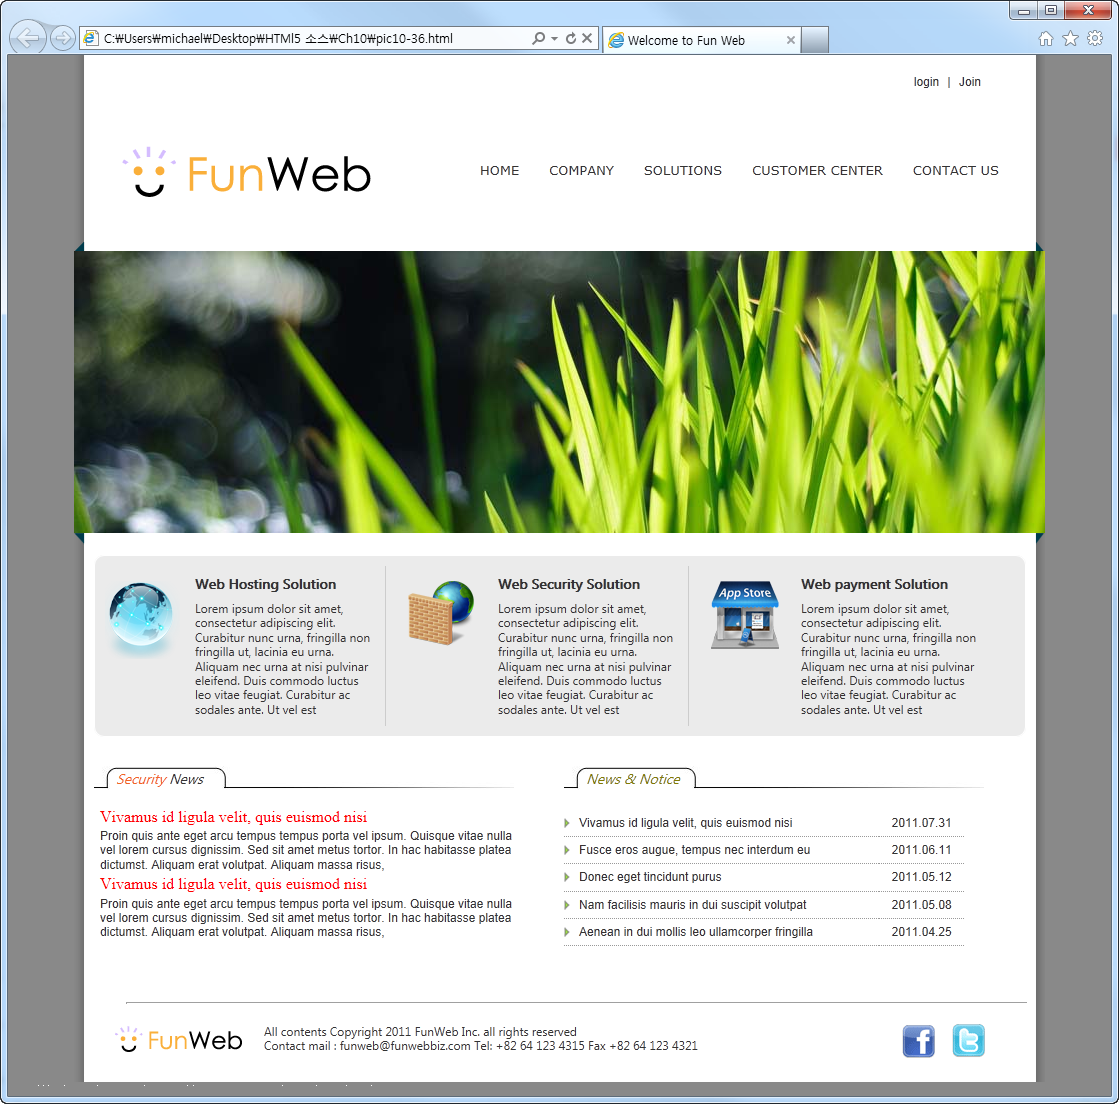 C:₩Users₩michael₩Desktop₩HTMl5 소스₩Ch10₩pic10-36.html
Welcome to Fun Web
login | Join
FunWeb
HOME COMPANY SOLUTIONS CUSTOMER CENTER CONTACT US
Web Hosting Solution
Lorem ipsum dolor sit amet,
consectetur adipiscing elit.
Curabitur nunc urna, fringilla non
fringilla ut, lacinia eu urna.
Aliquam nec urna at nisi pulvinar
eleifend. Duis commodo luctus
leo vitae feugiat. Curabitur ac
sodales ante. Ut vel est
Web Security Solution
Lorem ipsum dolor sit amet,
consectetur adipiscing elit.
Curabitur nunc urna, fringilla non
fringilla ut, lacinia eu urna.
Aliquam nec urna at nisi pulvinar
eleifend. Duis commodo luctus
leo vitae feugiat. Curabitur ac
sodales ante. Ut vel est
App Store
Web payment Solution
Lorem ipsum dolor sit amet,
consectetur adipiscing elit.
Curabitur nunc urna, fringilla non
fringilla ut, lacinia eu urna.
Aliquam nec urna at nisi pulvinar
eleifend. Duis commodo luctus
leo vitae feugiat. Curabitur ac
sodales ante. Ut vel est
Security News
Vivamus id ligula velit, quis euismod nisi
Proin quis ante eget arcu tempus tempus porta vel ipsum. Quisque vitae nulla
vel lorem cursus dignissim. Sed sit amet metus tortor. In hac habitasse platea
dictumst. Aliquam erat volutpat. Aliquam massa risus,
Vivamus id ligula velit, quis euismod nisi
Proin quis ante eget arcu tempus tempus porta vel ipsum. Quisque vitae nulla
vel lorem cursus dignissim. Sed sit amet metus tortor. In hac habitasse platea
dictumst. Aliquam erat volutpat. Aliquam massa risus,
News & Notice
Vivamus id ligula velit, quis euismod nisi 2011.07.31
Fusce eros augue, tempus nec interdum eu 2011.06.11
Donec eget tincidunt purus 2011.05.12
Nam facilisis mauris in dui suscipit volutpat 2011.05.08
Aenean in dui mollis leo ullamcorper fringilla 2011.04.25
FunWeb
All contents Copyright 2011 FunWeb Inc. all rights reserved
Contact mail : funweb@funwebbiz.com Tel: +82 64 123 4315 Fax +82 64 123 4321